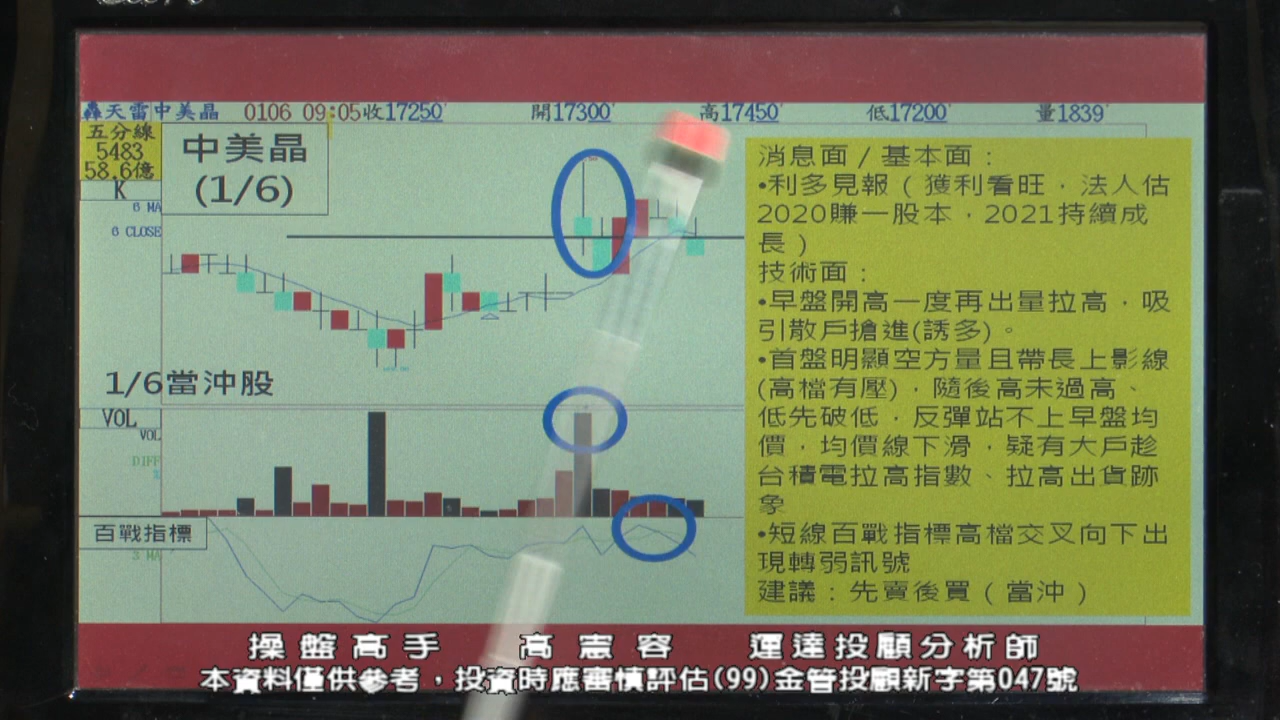 轟天雷中美晶 0106 09:05收17250 開17300 高17450 低17200 量1839
五分線
5483
58.6億
K
6 MA
6 CLOSE
中美晶
(1/6)
1/6當沖股
VOL
VOL
DIFF
百戰指標
3 MA
消息面 / 基本面：
•利多見報（獲利看旺，法人估
2020賺一股本，2021持續成
長）
技術面：
•早盤開高一度再出量拉高，吸
引散戶搶進(誘多)。
•首盤明顯空方量且帶長上影線
(高檔有壓)，隨後高未過高、
低先破低，反彈站不上早盤均
價，均價線下滑，疑有大戶趁
台積電拉高指數、拉高出貨跡
象
•短線百戰指標高檔交叉向下出
現轉弱訊號
建議：先賣後買（當沖）
操盤高手 高憲容 運達投顧分析師
本資料僅供參考，投資時應審慎評估(99)金管投顧新字第047號